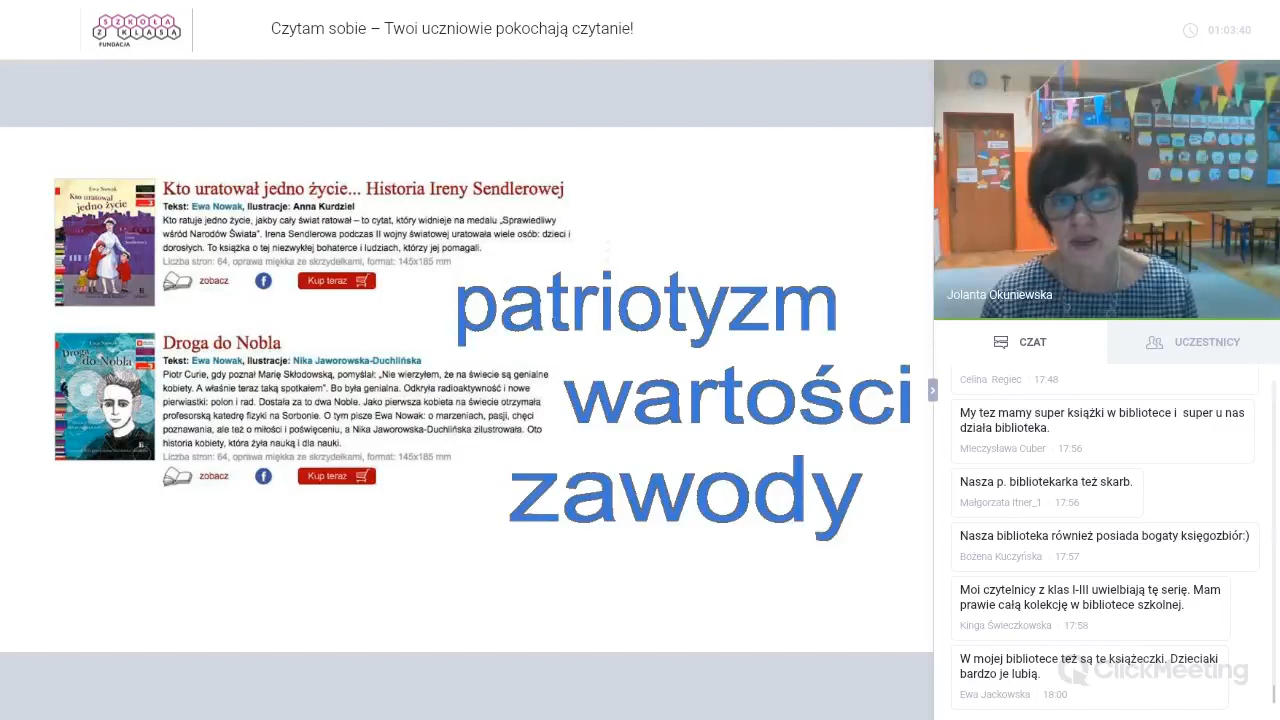 SZKOŁA
Z KLASĄ
FUNDACJA
Czytam sobie – Twoi uczniowie pokochają czytanie!
01:03:40
Ewa Nowak
Kto uratował
jedno życie
Kto uratował jedno życie... Historia Ireny Sendlerowej
Tekst: Ewa Nowak, Ilustracje: Anna Kurdziel
Kto ratuje jedno życie, jakby cały świat ratował – to cytat, który widnieje na medalu „Sprawiedliwy
wśród Narodów Świata”. Irena Sendlerowa podczas II wojny światowej uratowała wiele osób: dzieci i
dorosłych. To książka o tej niezwykłej bohaterce i ludziach, którzy jej pomagali.
Liczba stron: 64, oprawa miękka ze skrzydełkami, format: 145x185 mm
zobacz
f
Kup teraz
Ewa Nowak
Droga do Nobla
Droga do Nobla
Tekst: Ewa Nowak, Ilustracje: Nika Jaworowska-Duchlińska
Piotr Curie, gdy poznał Marię Skłodowską, pomyślał: „Nie wierzyłem, że na świecie są genialne
kobiety. A właśnie teraz taką spotkałem”. Bo była genialna. Odkryła radioaktywność i nowe
pierwiastki: polon i rad. Dostała za to dwa Noble. Jako pierwsza kobieta na świecie otrzymała
profesorską katedrę fizyki na Sorbonie. O tym pisze Ewa Nowak: o marzeniach, pasji, chęci
poznawania, ale też o miłości i poświęceniu, a Nika Jaworowska-Duchlińska zilustrowała. Oto
historia kobiety, która żyła nauką i dla nauki.
Liczba stron: 64, oprawa miękka ze skrzydełkami, format: 145x185 mm
zobacz
f
Kup teraz
patriotyzm
wartości
zawody
Jolanta Okuniewska
CZAT
UCZESTNICY
Celina Regiec · 17:48
My tez mamy super książki w bibliotece i super u nas
działa biblioteka.
Mieczysława Cuber · 17:56
Nasza p. bibliotekarka też skarb.
Małgorzata Itner_1 · 17:56
Nasza biblioteka również posiada bogaty księgozbiór:)
Bożena Kuczyńska · 17:57
Moi czytelnicy z klas I-III uwielbiają tę serię. Mam
prawie całą kolekcję w bibliotece szkolnej.
Kinga Świeczkowska · 17:58
W mojej bibliotece też są te książeczki. Dzieciaki
bardzo je lubią.
Ewa Jackowska · 18:00
ClickMeeting